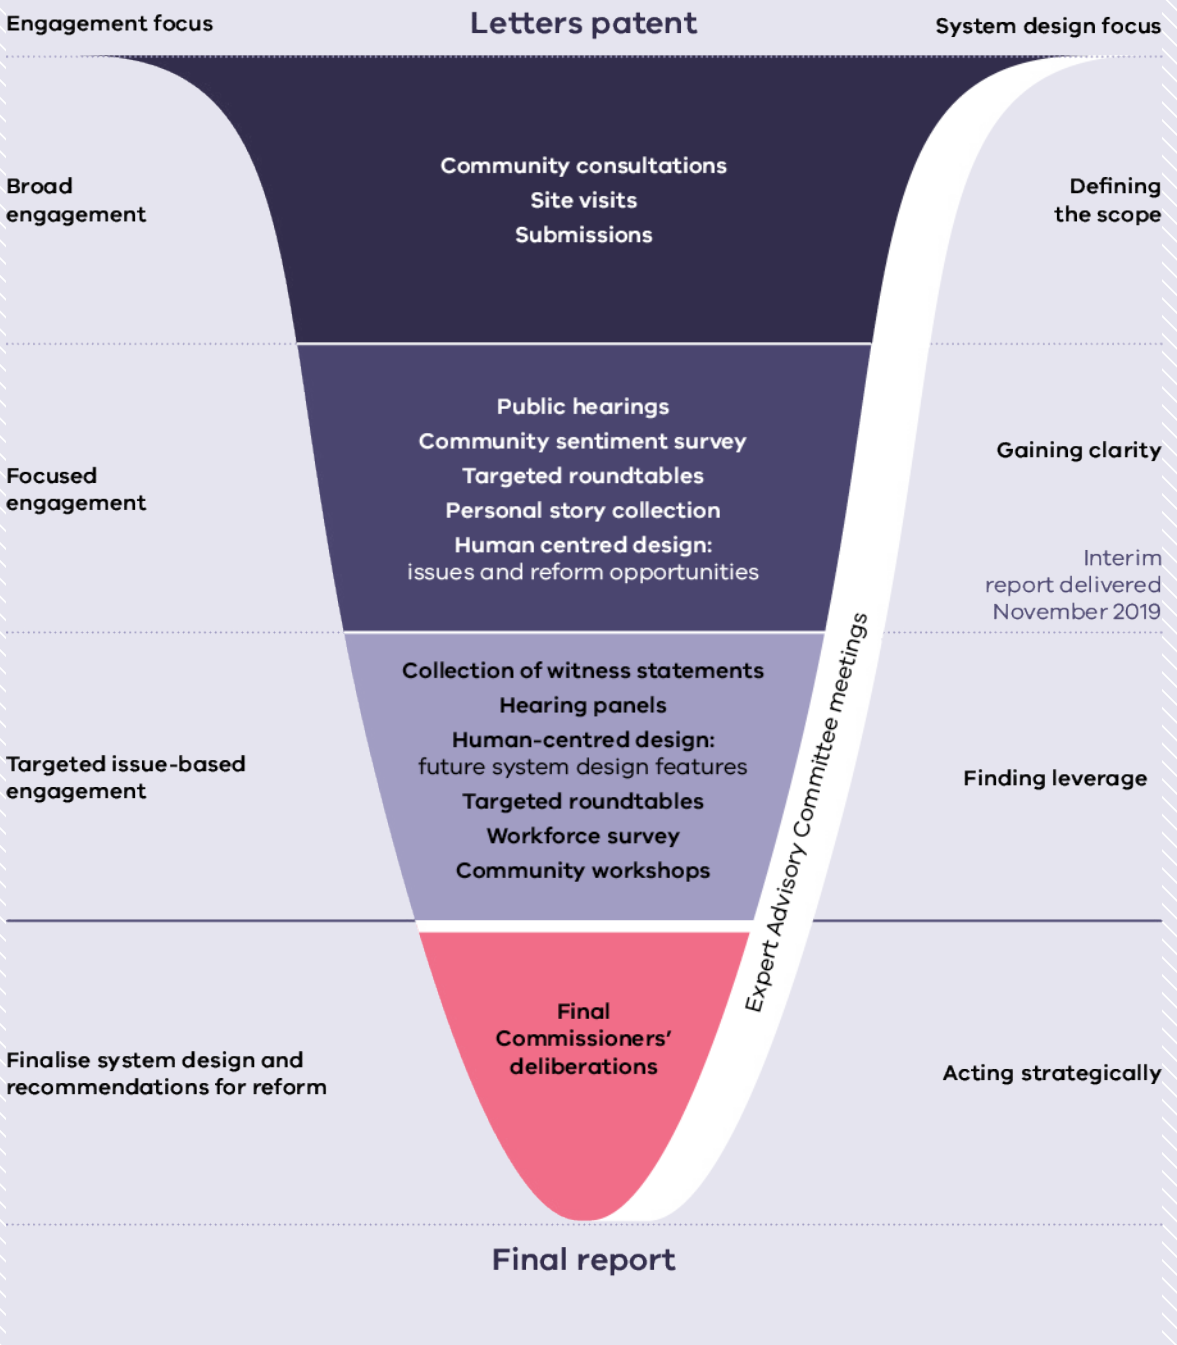 Engagement focus
Letters patent
System design focus
Broad
engagement
Community consultations
Site visits
Submissions
Defining
the scope
Focused
engagement
Public hearings
Community sentiment survey
Targeted roundtables
Personal story collection
Human centred design:
issues and reform opportunities
Gaining clarity
Interim
report delivered
November 2019
Targeted issue-based
engagement
Collection of witness statements
Hearing panels
Human-centred design:
future system design features
Targeted roundtables
Workforce survey
Community workshops
Expert Advisory Committee meetings
Finding leverage
Finalise system design and
recommendations for reform
Final
Commissioners’
deliberations
Acting strategically
Final report